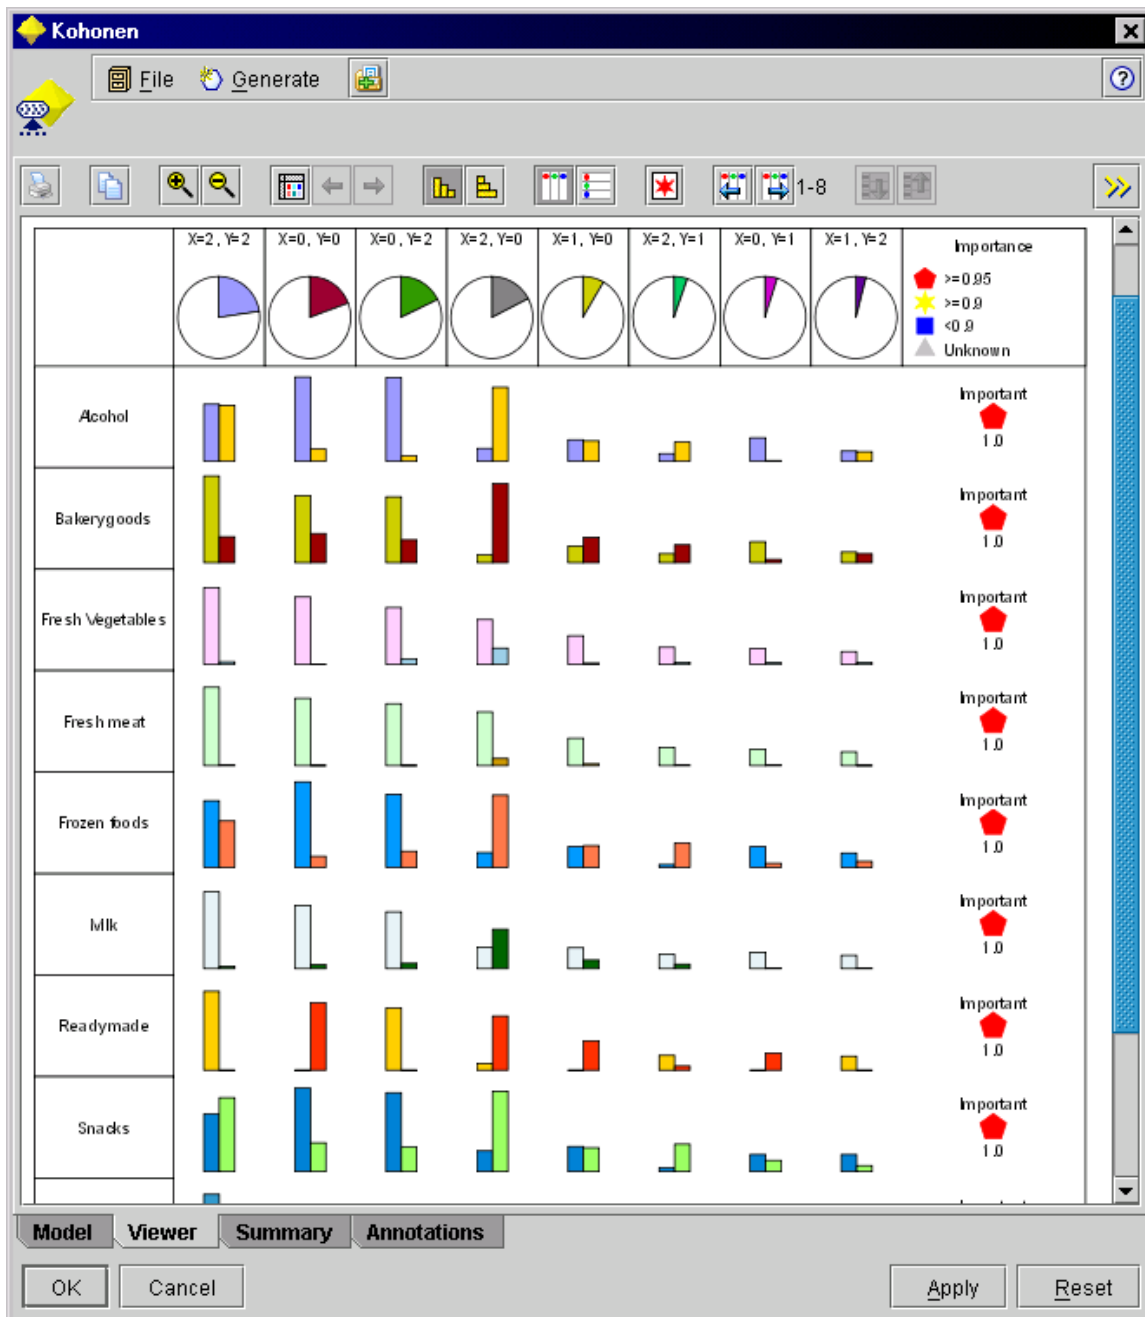 Kohonen
File Generate
1-8
X=2, Y=2 X=0, Y=0 X=0, Y=2 X=2, Y=0 X=1, Y=0 X=2, Y=1 X=0, Y=1 X=1, Y=2 Importance
>=0.95
>=0.9
<0.9
Unknown
Alcohol Important
1.0
Bakerygoods Important
1.0
Fresh Vegetables Important
1.0
Fresh meat Important
1.0
Frozen foods Important
1.0
Milk Important
1.0
Readymade Important
1.0
Snacks Important
1.0
Model Viewer Summary Annotations
OK Cancel Apply Reset